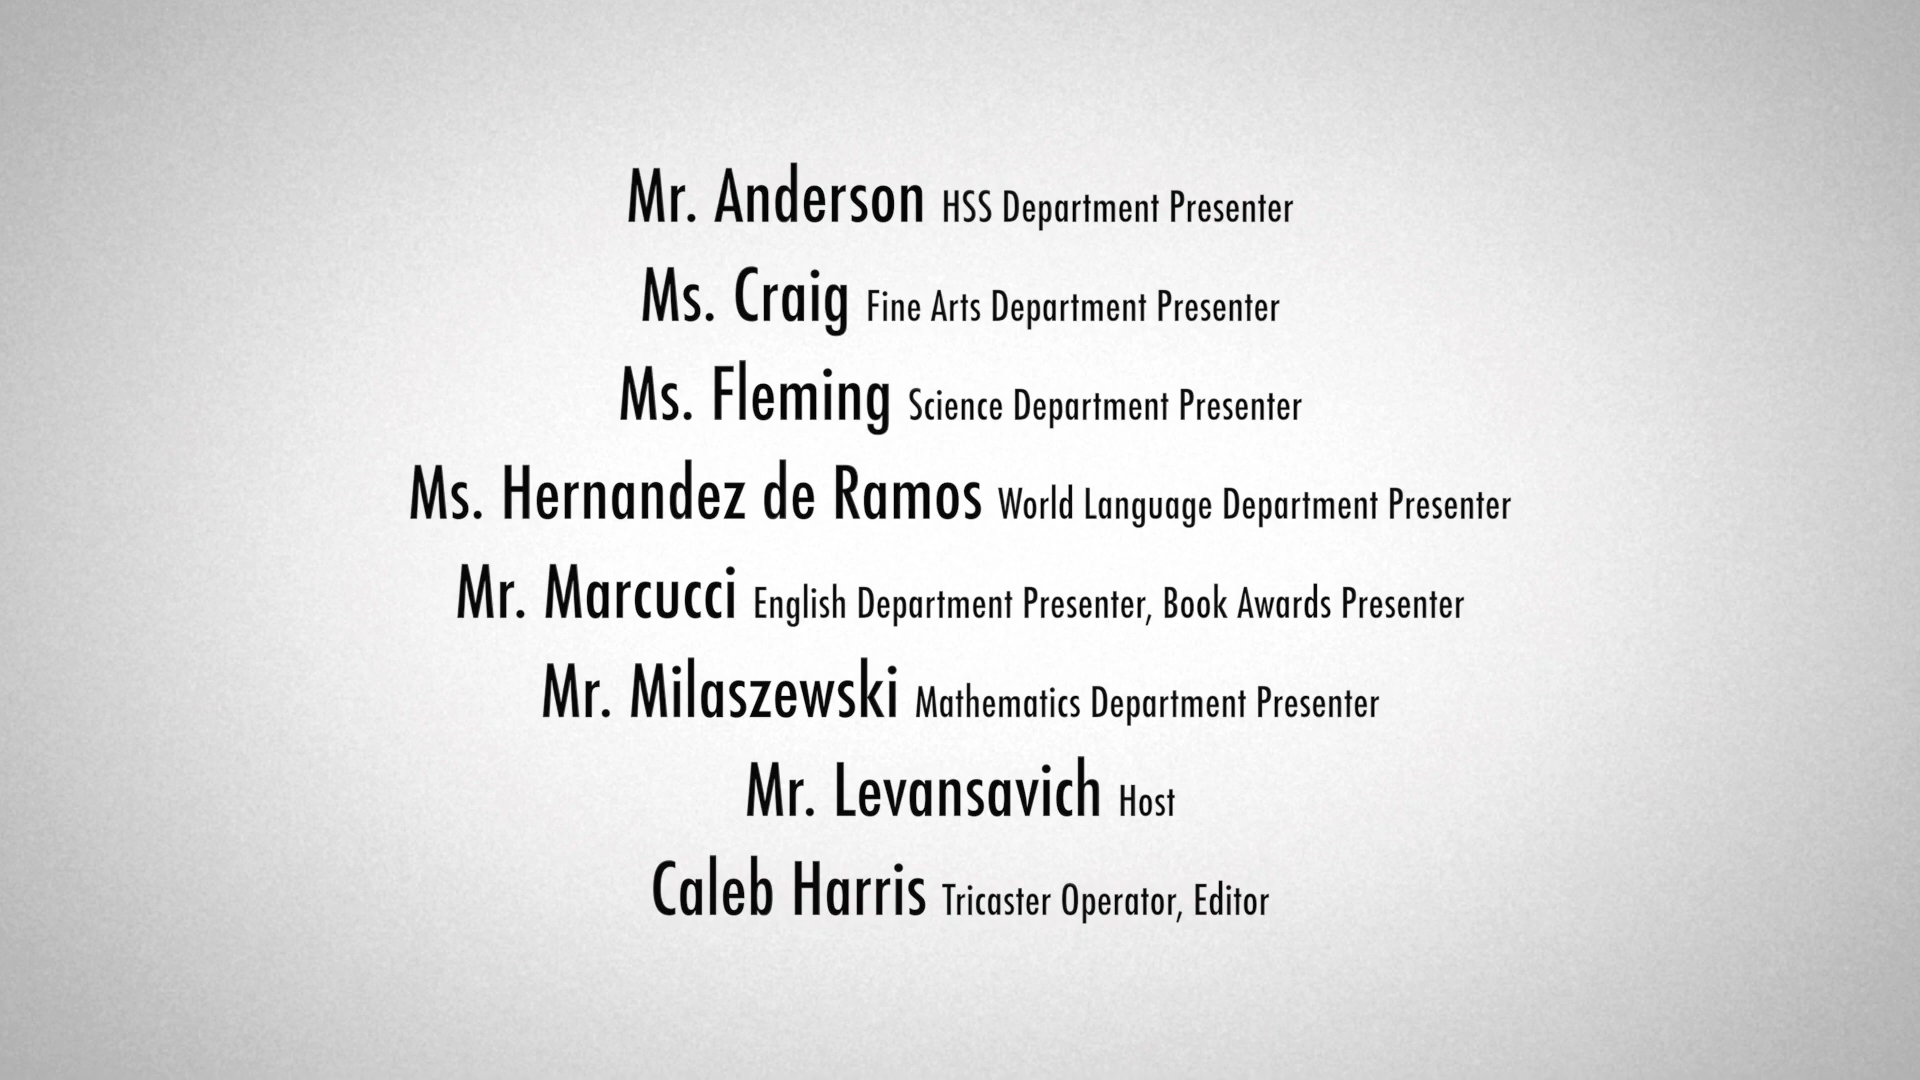 Mr. Anderson HSS Department Presenter
Ms. Craig Fine Arts Department Presenter
Ms. Fleming Science Department Presenter
Ms. Hernandez de Ramos World Language Department Presenter
Mr. Marcucci English Department Presenter, Book Awards Presenter
Mr. Milaszewski Mathematics Department Presenter
Mr. Levansavich Host
Caleb Harris Tricaster Operator, Editor